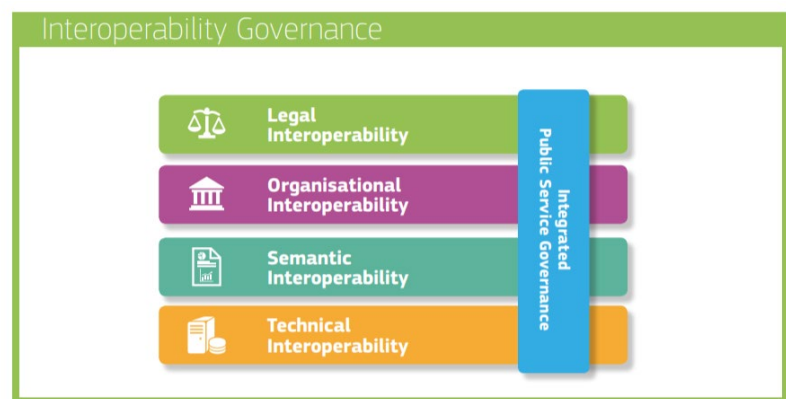 Interoperability Governance
Legal
Interoperability
Organisational
Interoperability
Semantic
Interoperability
Technical
Interoperability
Integrated
Public Service Governance